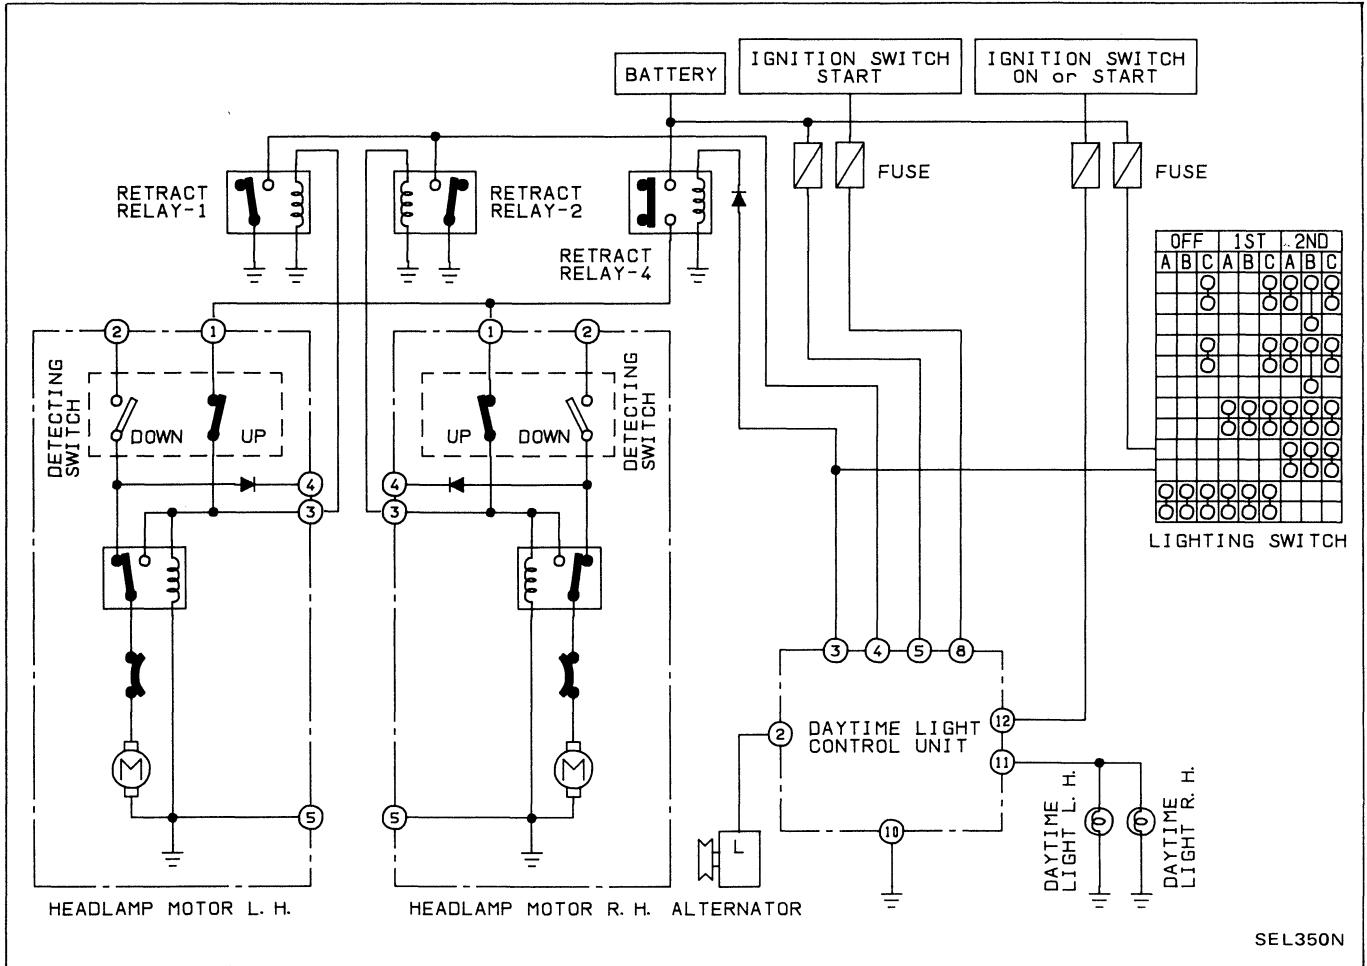 BATTERY
IGNITION SWITCH
START
IGNITION SWITCH
ON or START
FUSE
FUSE
RETRACT
RELAY-1
RETRACT
RELAY-2
RETRACT
RELAY-4
OFF 1ST 2ND
A B C A B C A B C
LIGHTING SWITCH
2
1
1
2
DETECTING
SWITCH
DOWN
UP
UP
DOWN
DETECTING
SWITCH
4
3
4
3
M
M
5
5
HEADLAMP MOTOR L. H.
HEADLAMP MOTOR R. H.
3
4
5
8
2
DAYTIME LIGHT
CONTROL UNIT
12
11
10
L
ALTERNATOR
DAYTIME
LIGHT L. H.
DAYTIME
LIGHT R. H.
SEL350N